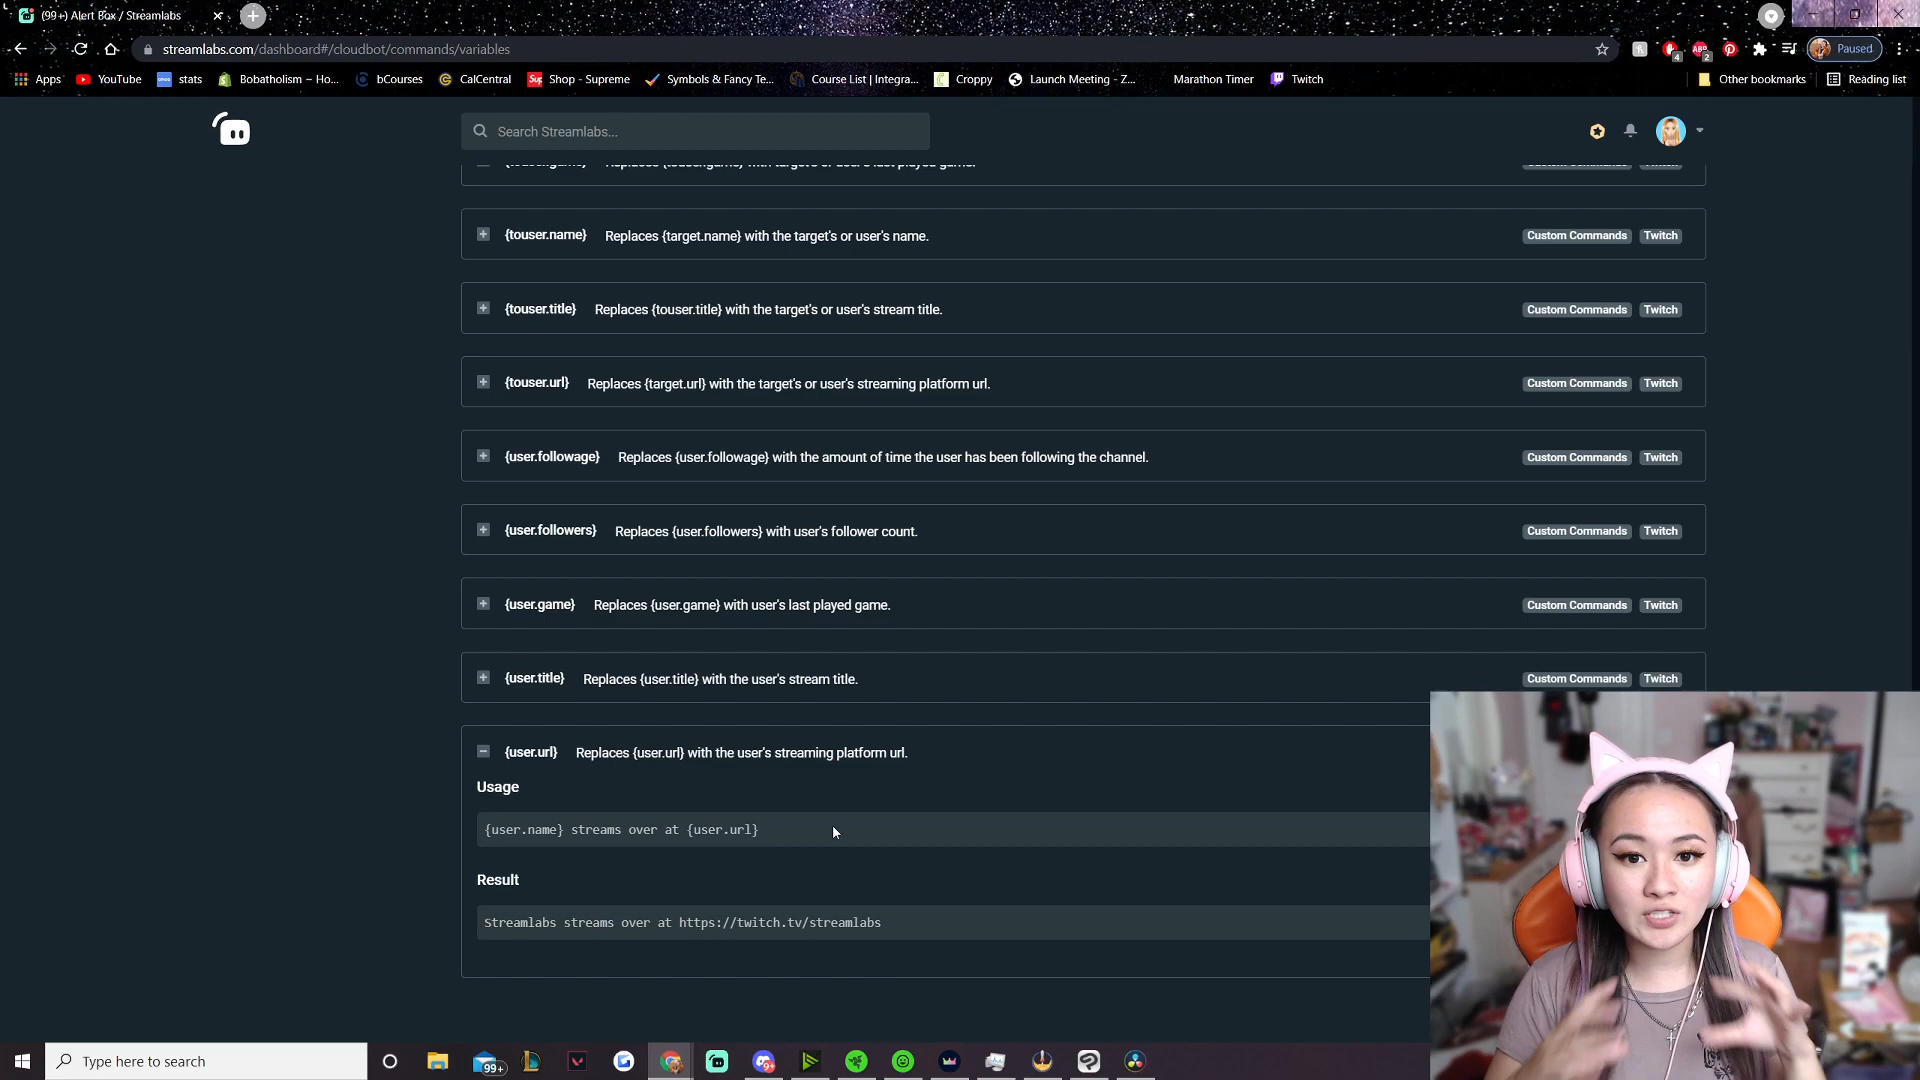 (99+) Alert Box / Streamlabs
streamlabs.com/dashboard#/cloudbot/commands/variables
Paused
Apps YouTube stats Bobatholism – Ho... bCourses CalCentral Shop - Supreme Symbols & Fancy Te... Course List | Integra... Croppy Launch Meeting - Z... Marathon Timer Twitch Other bookmarks Reading list
Search Streamlabs...
{touser.name} Replaces {target.name} with the target's or user's name. Custom Commands Twitch
{touser.title} Replaces {touser.title} with the target's or user's stream title. Custom Commands Twitch
{touser.url} Replaces {target.url} with the target's or user's streaming platform url. Custom Commands Twitch
{user.followage} Replaces {user.followage} with the amount of time the user has been following the channel. Custom Commands Twitch
{user.followers} Replaces {user.followers} with user's follower count. Custom Commands Twitch
{user.game} Replaces {user.game} with user's last played game. Custom Commands Twitch
{user.title} Replaces {user.title} with the user's stream title. Custom Commands Twitch
{user.url} Replaces {user.url} with the user's streaming platform url.
Usage
{user.name} streams over at {user.url}
Result
Streamlabs streams over at https://twitch.tv/streamlabs
Type here to search
99+